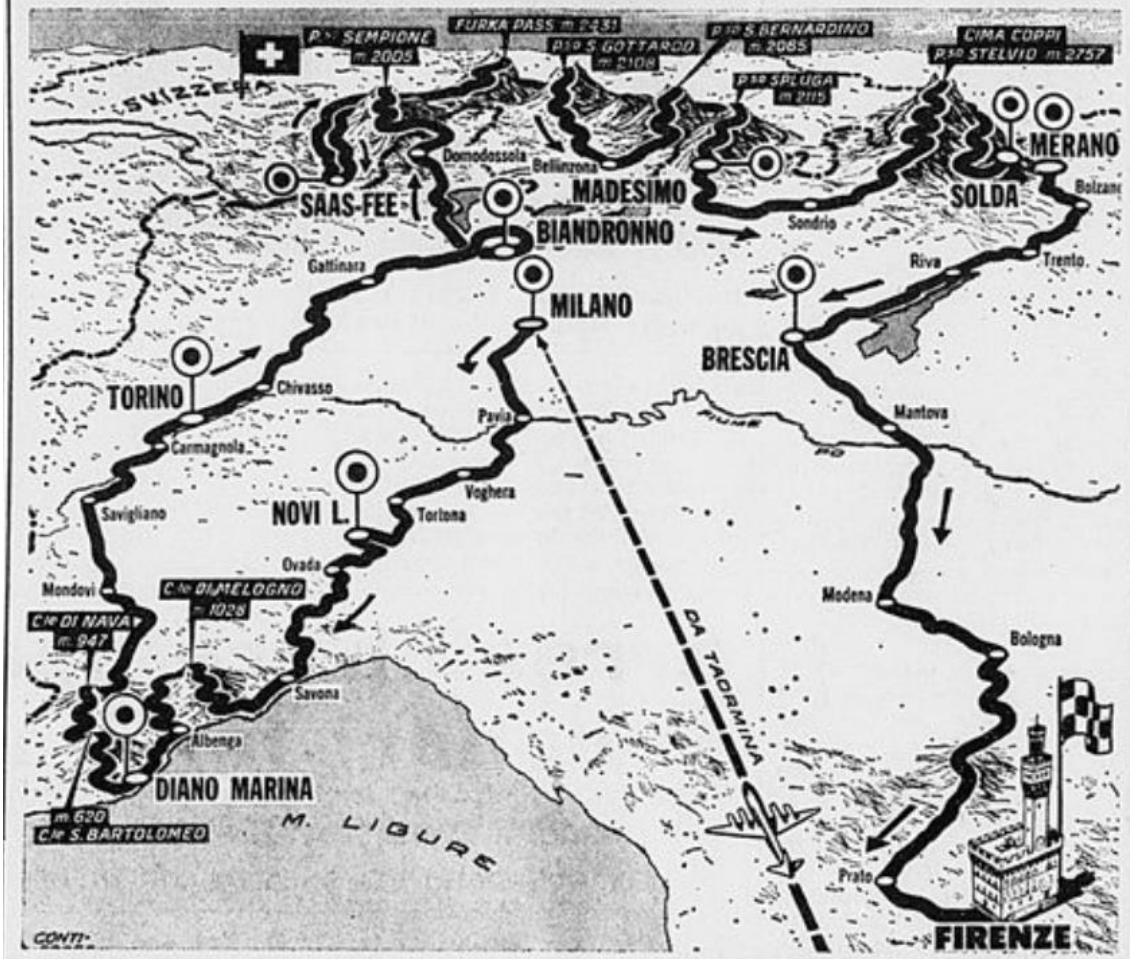 P.so SEMPIONE
m 2005
FURKA PASS m 2431
P.so S. GOTTARDO
m 2108
P.so S. BERNARDINO
m. 2065
P.so SPLUGA
m 2115
CIMA COPPI
P.so STELVIO m 2757
SVIZZERA
Domodossola
Bellinzona
MERANO
SAAS-FEE
MADESIMO
SOLDA
Bolzano
BIANDRONNO
Sondrio
Gattinara
Riva
Trento
MILANO
BRESCIA
TORINO
Chivasso
Pavia
FIUME
PO
Mantova
Carmagnola
Voghera
Savigliano
NOVI L.
Tortona
Ovada
Mondovì
C.le DI MELOGNO
m 1028
Modena
C.le DI NAVA
m. 947
DA TAORMINA
Bologna
Savona
Albenga
DIANO MARINA
m 620
C.le S. BARTOLOMEO
M. LIGURE
Prato
CONTI
FIRENZE